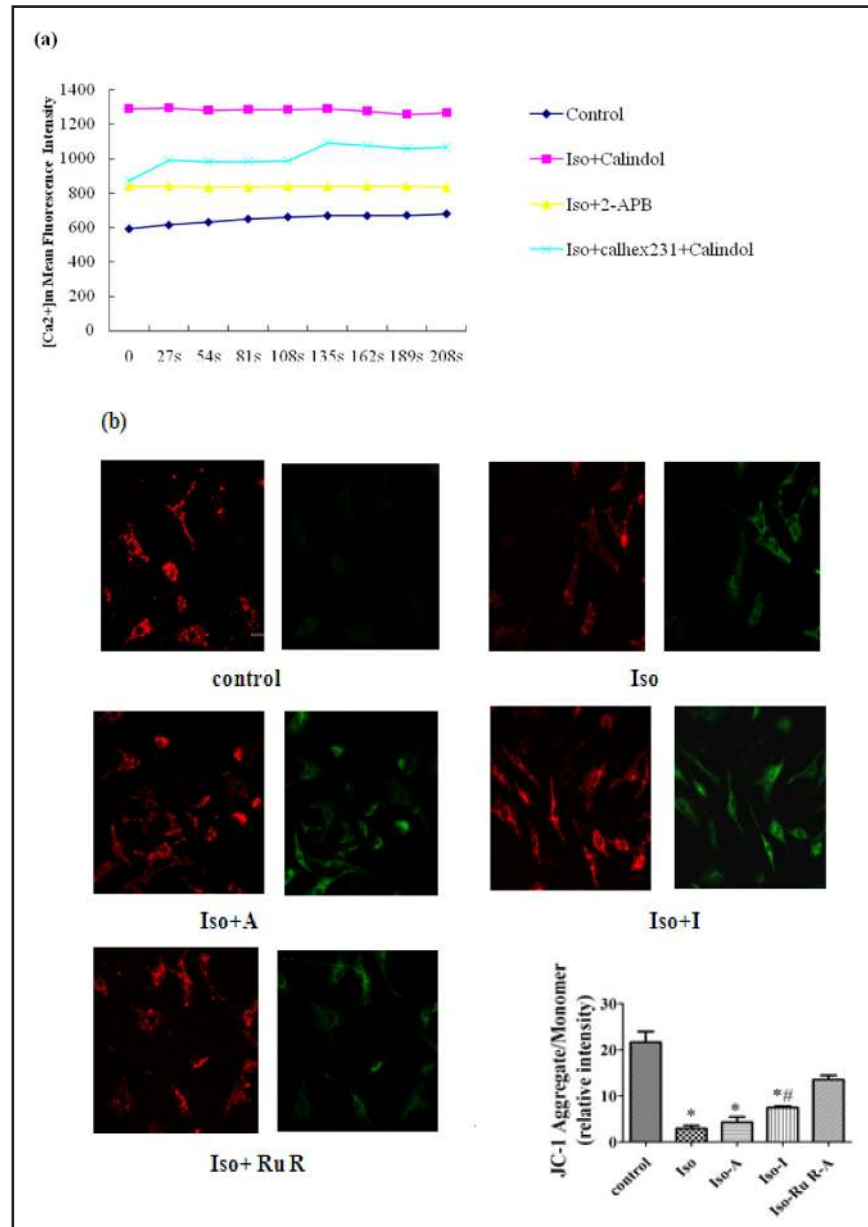 (a)
[Ca2+]m Mean Fluorescence Intensity
1400
1200
1000
800
600
400
200
0
0 27s 54s 81s 108s 135s 162s 189s 208s
Control
Iso+Calindol
Iso+2-APB
Iso+calhex231+Calindol
(b)
control
Iso
Iso+A
Iso+I
Iso+ Ru R
JC-1 Aggregate/Monomer
(relative intensity)
30
20
10
0
* * *#
control Iso Iso-A Iso-I Iso-Ru R-A